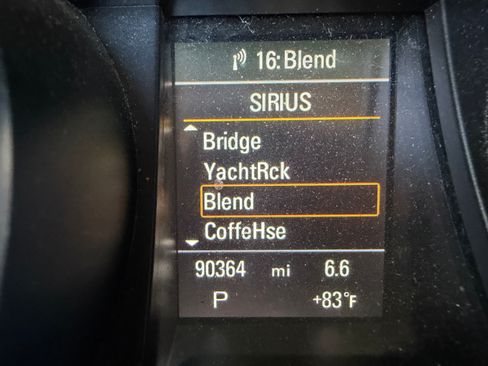 16:Blend
SIRIUS
Bridge
YachtRck
Blend
CoffeHse
90364 mi 6.6
P +83°F